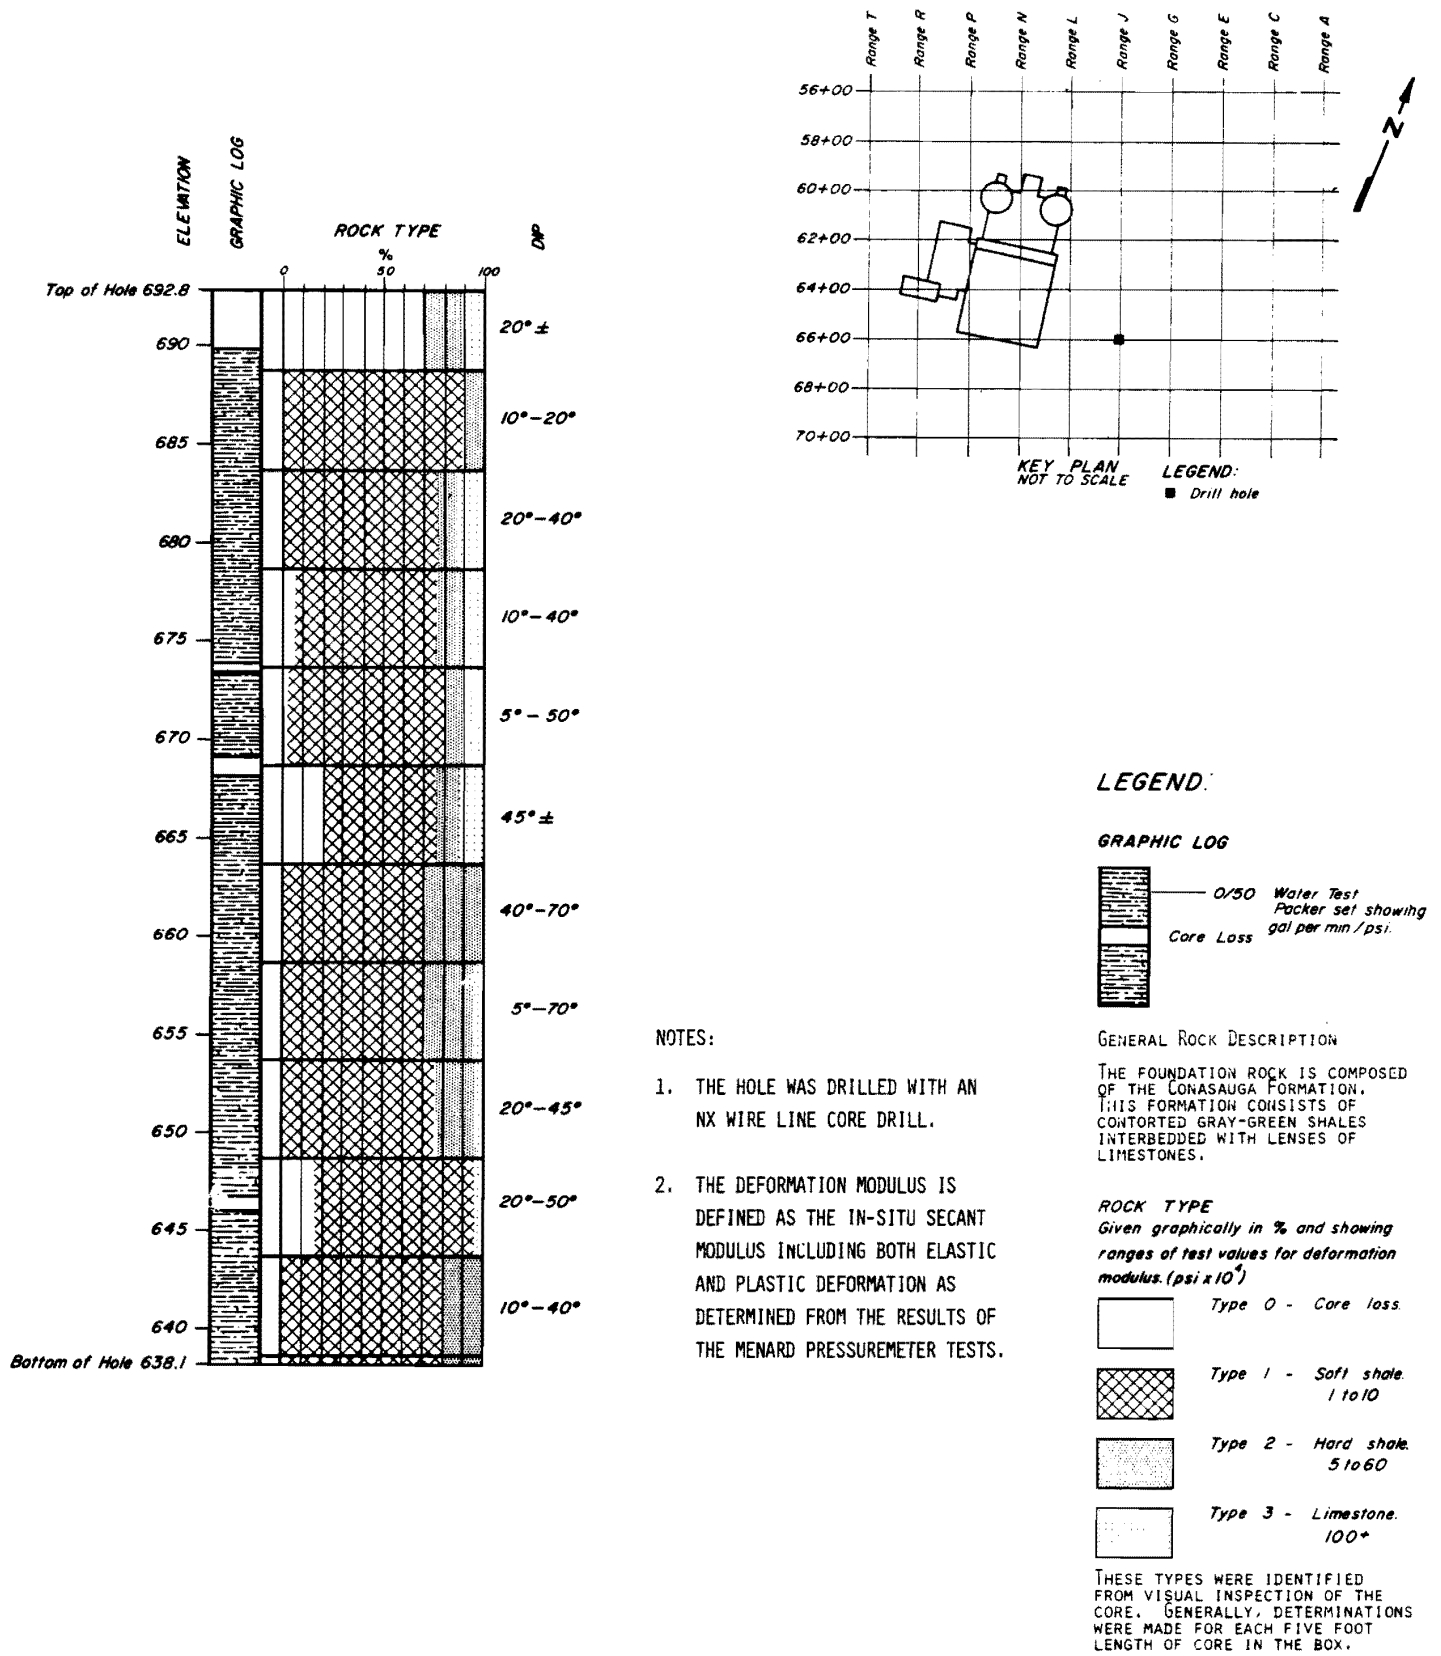 Range T
Range R
Range P
Range N
Range L
Range J
Range G
Range E
Range C
Range A
56+00
58+00
60+00
62+00
64+00
66+00
68+00
70+00
N
KEY PLAN
NOT TO SCALE
LEGEND:
Drill hole
ELEVATION
GRAPHIC LOG
ROCK TYPE
%
0 50 100
DIP
Top of Hole 692.8
20° ±
690
10°-20°
685
20°-40°
680
10°-40°
675
5°-50°
670
45° ±
665
40°-70°
660
5°-70°
655
20°-45°
650
20°-50°
645
10°-40°
640
Bottom of Hole 638.1
NOTES:
1. THE HOLE WAS DRILLED WITH AN
NX WIRE LINE CORE DRILL.
2. THE DEFORMATION MODULUS IS
DEFINED AS THE IN-SITU SECANT
MODULUS INCLUDING BOTH ELASTIC
AND PLASTIC DEFORMATION AS
DETERMINED FROM THE RESULTS OF
THE MENARD PRESSUREMETER TESTS.
LEGEND:
GRAPHIC LOG
0/50 Water Test
Packer set showing
gal per min/psi.
Core Loss
GENERAL ROCK DESCRIPTION
THE FOUNDATION ROCK IS COMPOSED
OF THE CONASAUGA FORMATION.
THIS FORMATION CONSISTS OF
CONTORTED GRAY-GREEN SHALES
INTERBEDDED WITH LENSES OF
LIMESTONES.
ROCK TYPE
Given graphically in % and showing
ranges of test values for deformation
modulus. (psi x 10⁴)
Type 0 - Core loss.
Type 1 - Soft shale.
1 to 10
Type 2 - Hard shale.
5 to 60
Type 3 - Limestone.
100+
THESE TYPES WERE IDENTIFIED
FROM VISUAL INSPECTION OF THE
CORE. GENERALLY, DETERMINATIONS
WERE MADE FOR EACH FIVE FOOT
LENGTH OF CORE IN THE BOX.